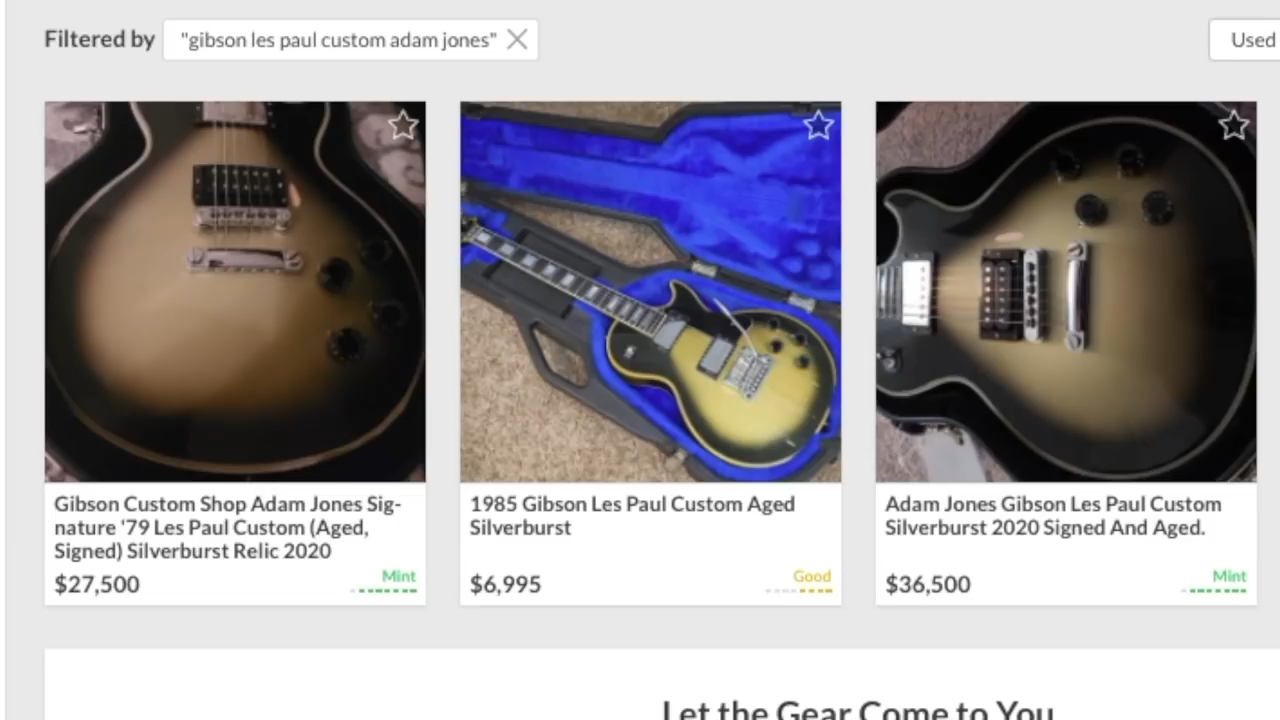 Filtered by "gibson les paul custom adam jones"
Used
Gibson Custom Shop Adam Jones Sig-
nature '79 Les Paul Custom (Aged,
Signed) Silverburst Relic 2020
$27,500
Mint
1985 Gibson Les Paul Custom Aged
Silverburst
$6,995
Good
Adam Jones Gibson Les Paul Custom
Silverburst 2020 Signed And Aged.
$36,500
Mint
Let the Gear Come to You